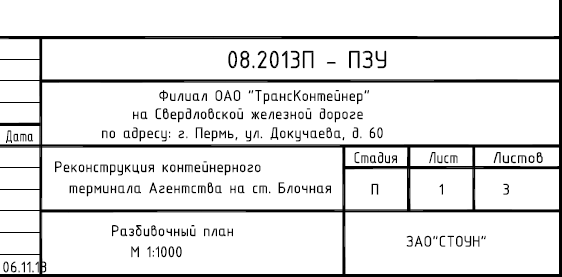 08.2013П - ПЗУ
Филиал ОАО "ТрансКонтейнер"
на Свердловской железной дороге
по адресу: г. Пермь, ул. Докучаева, д. 60
Дата
Реконструкция контейнерного
терминала Агентства на ст. Блочная
Стадия Лист Листов
П 1 3
Разбивочный план
М 1:1000
ЗАО"СТОУН"
06.11.13